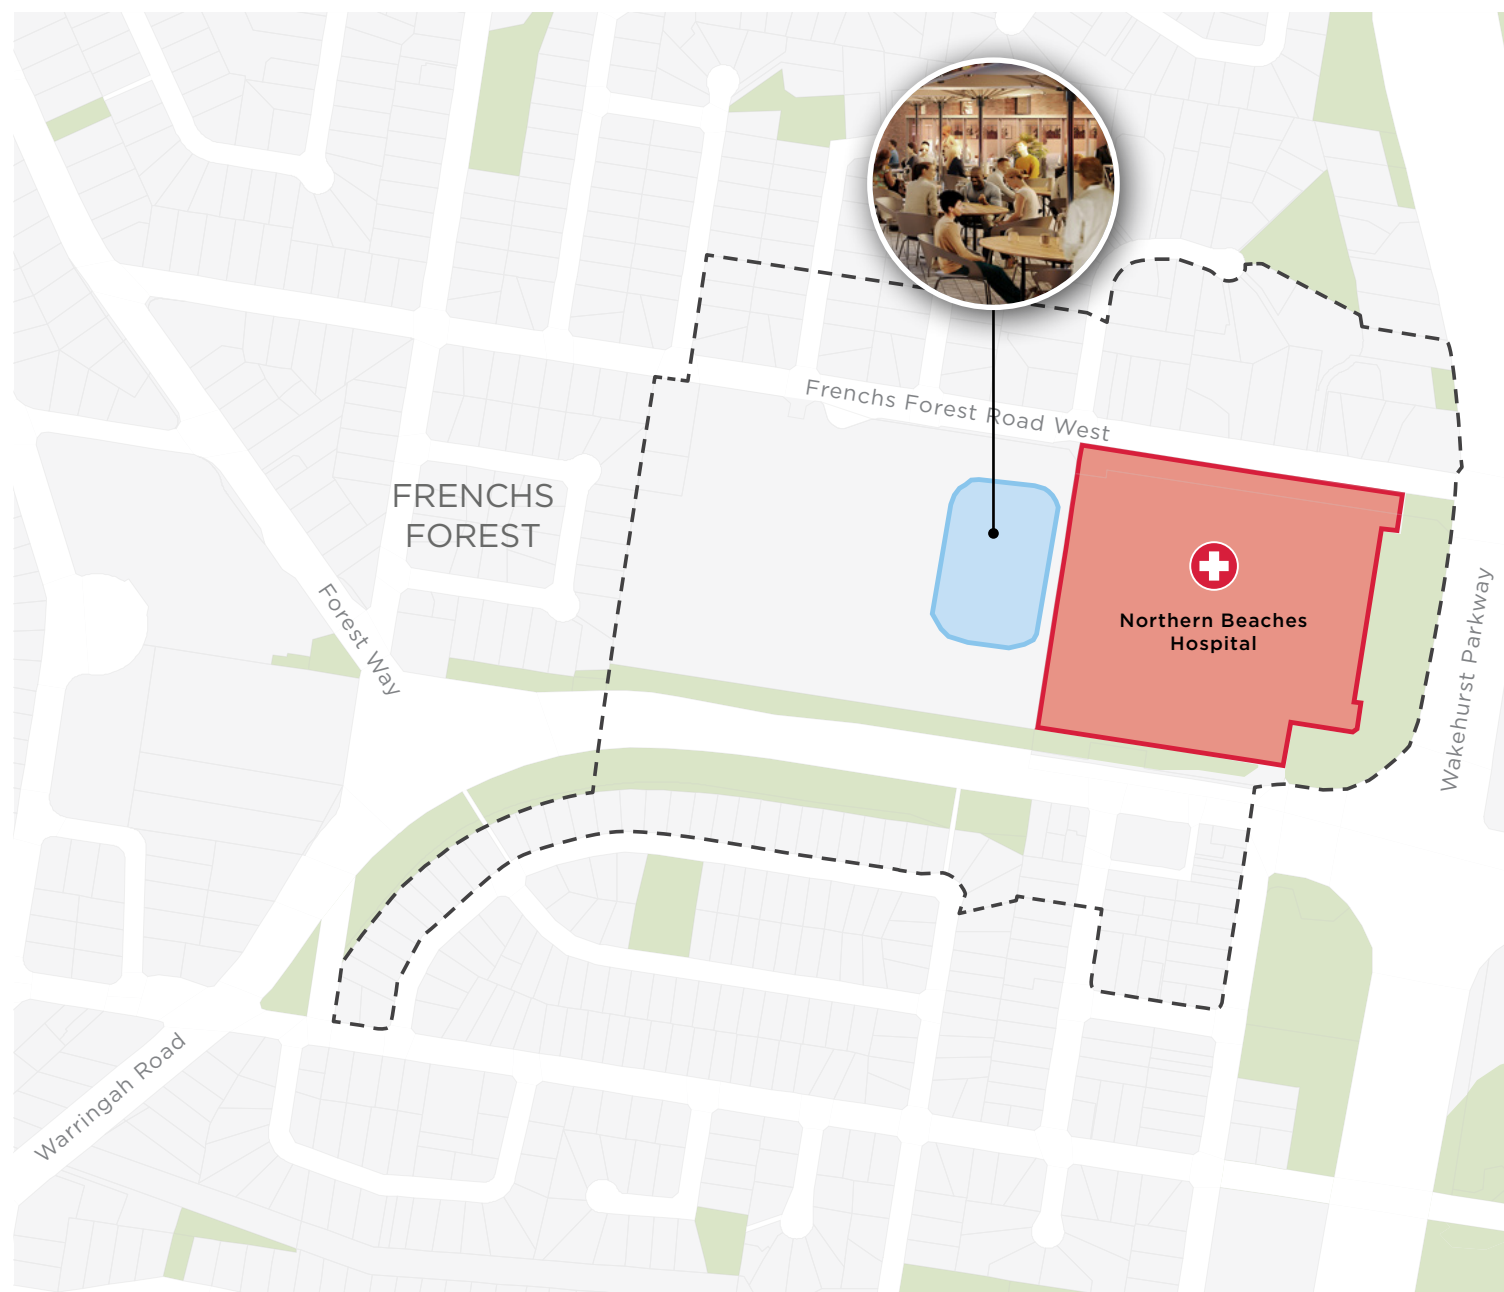 Frenchs Forest Road West
FRENCHS
FOREST
Forest Way
Northern Beaches
Hospital
Wakehurst Parkway
Warringah Road